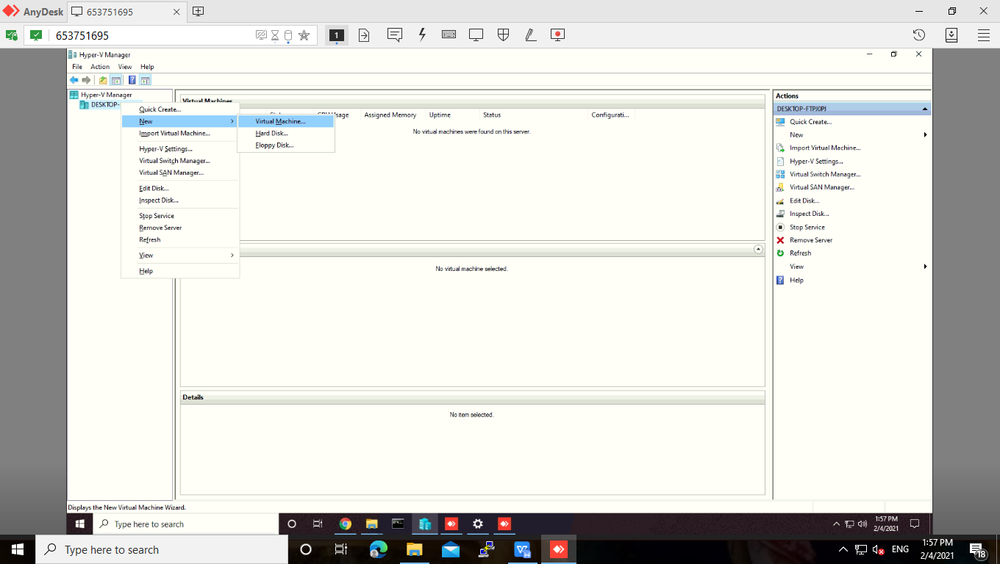 AnyDesk
653751695
653751695
1
Hyper-V Manager
File Action View Help
Hyper-V Manager
DESKTOP-
Quick Create...
New
Import Virtual Machine...
Hyper-V Settings...
Virtual Switch Manager...
Virtual SAN Manager...
Edit Disk...
Inspect Disk...
Stop Service
Remove Server
Refresh
View
Help
Virtual Machine...
Hard Disk...
Floppy Disk...
Virtual Machines
Assigned Memory Uptime Status Configurati...
No virtual machines were found on this server.
No virtual machine selected.
Details
No item selected.
Actions
DESKTOP-FTPJ0PJ
Quick Create...
New
Import Virtual Machine...
Hyper-V Settings...
Virtual Switch Manager...
Virtual SAN Manager...
Edit Disk...
Inspect Disk...
Stop Service
Remove Server
Refresh
View
Help
Displays the New Virtual Machine Wizard.
Type here to search
1:57 PM
2/4/2021
Type here to search
ENG
1:57 PM
2/4/2021
18